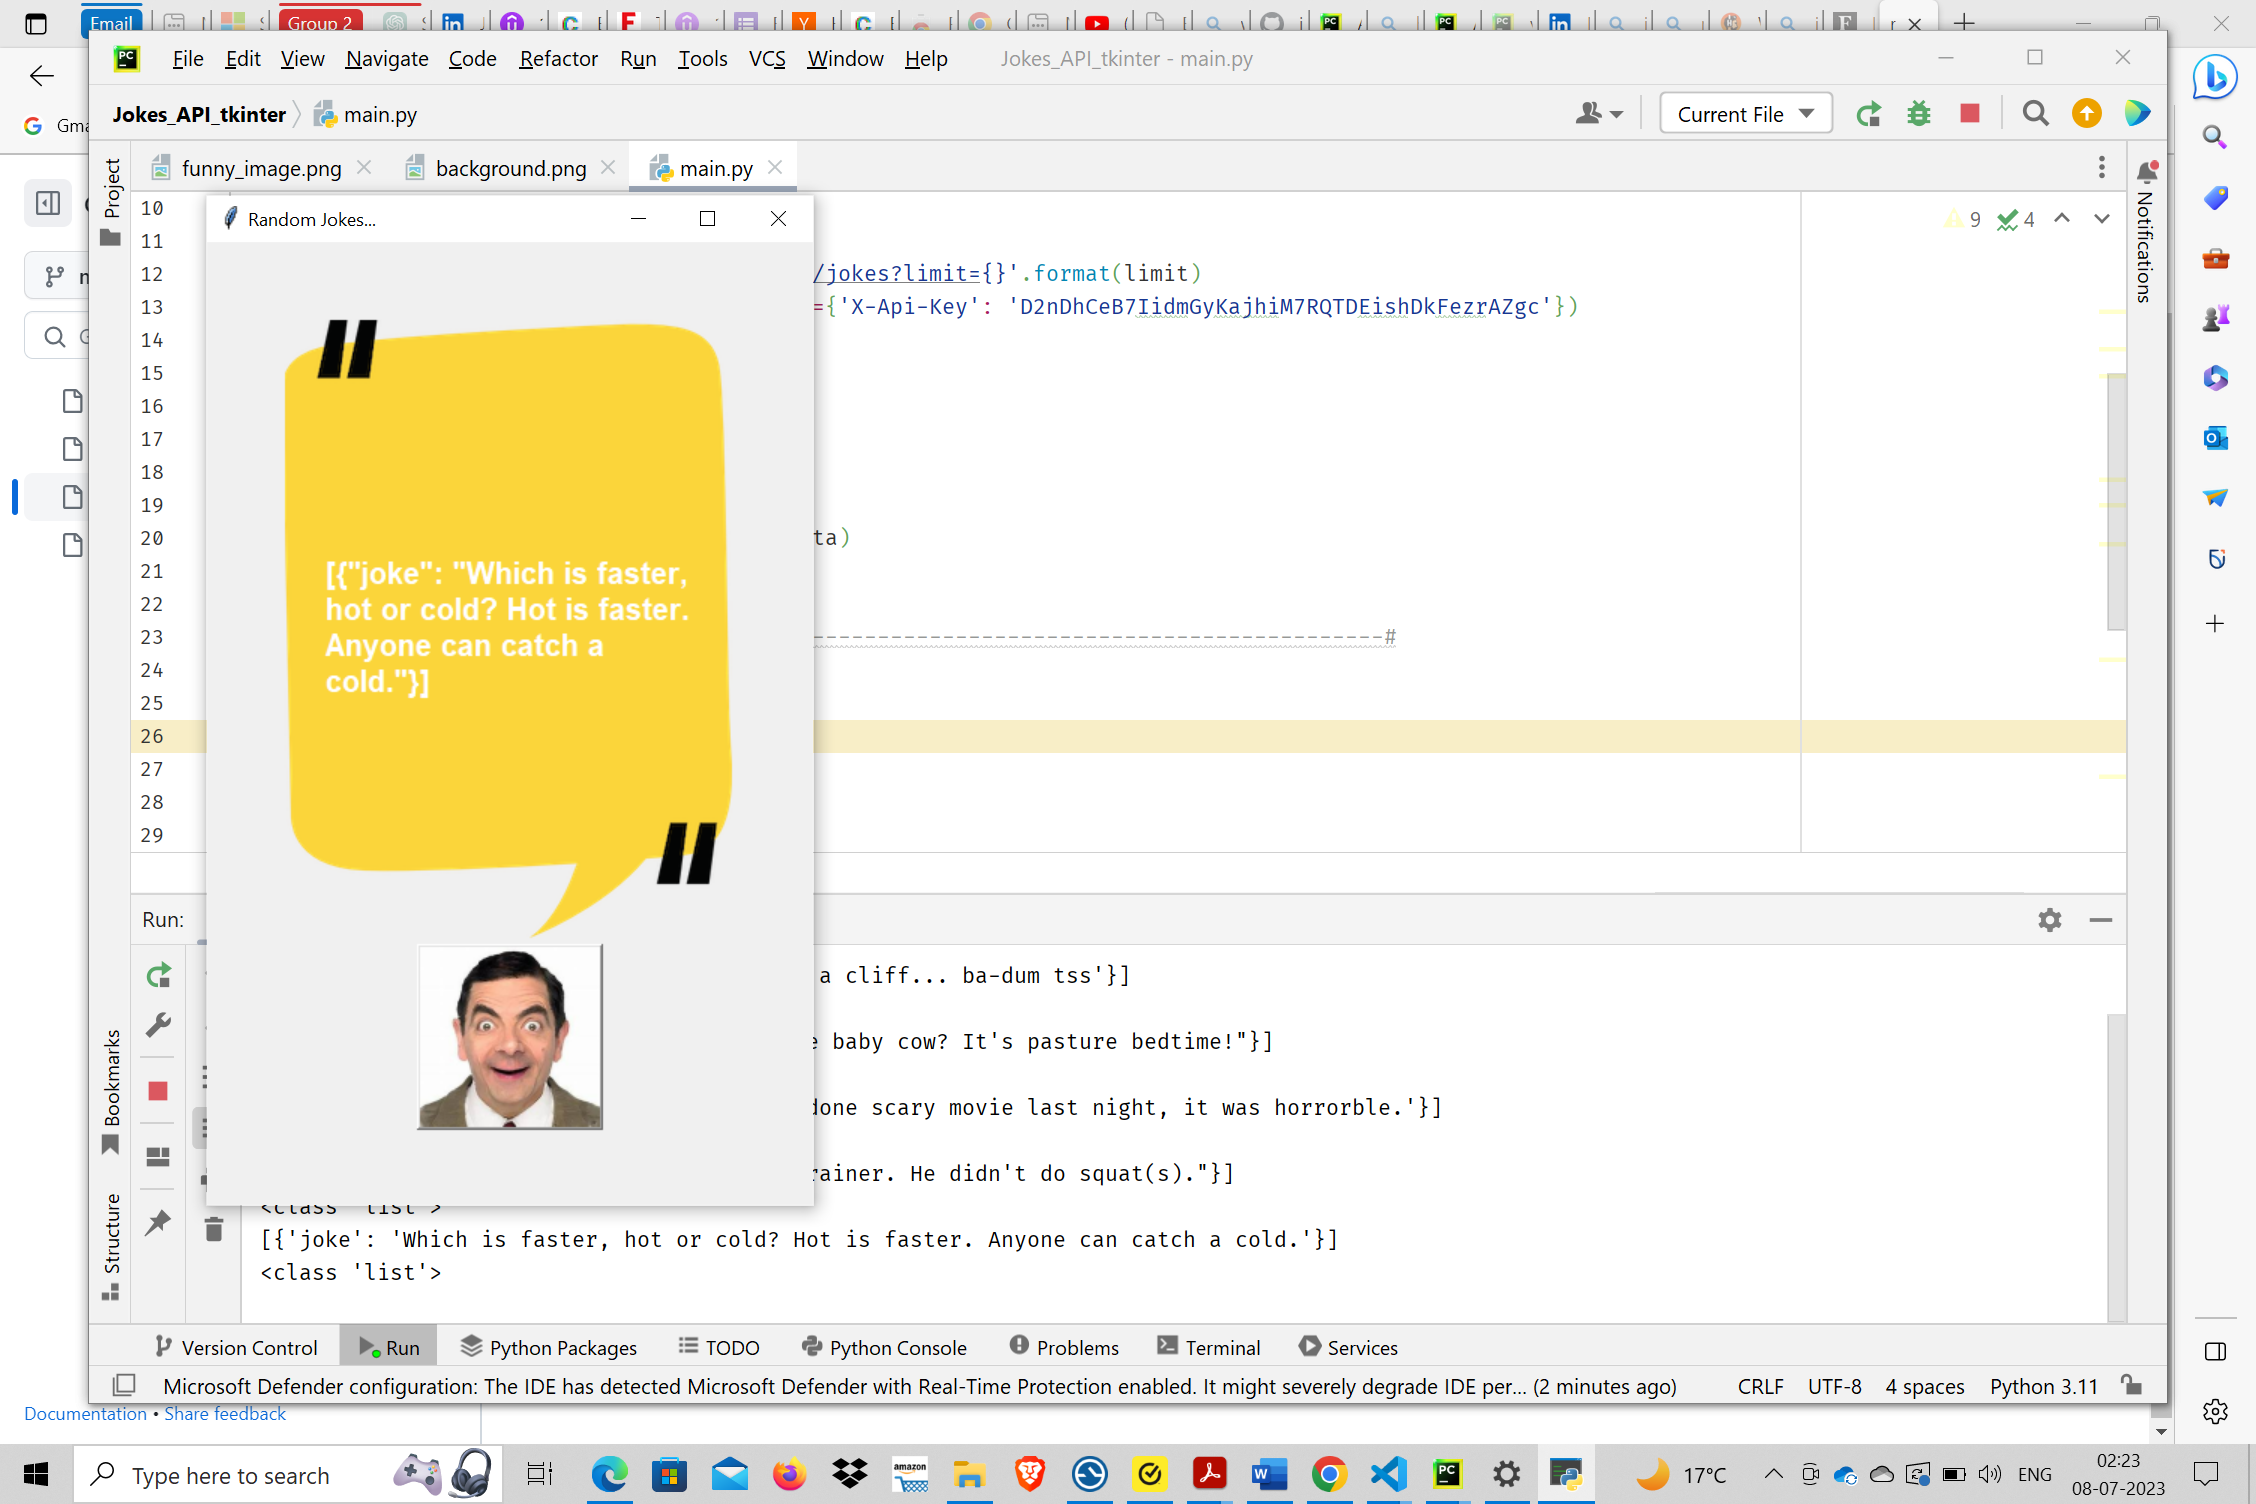 Email
Group 2
File Edit View Navigate Code Refactor Run Tools VCS Window Help Jokes_API_tkinter - main.py
Jokes_API_tkinter main.py
Current File
Project
funny_image.png background.png main.py
Notifications
Random Jokes...
9 4
10
11
12 /jokes?limit={}'.format(limit)
13 ={'X-Api-Key': 'D2nDhCeB7IidmGyKajhiM7RQTDEishDkFezrAZgc'})
14
15
16
17
18
19
20 ta)
21
22
23 --------------------------------------------#
24
25
26
27
28
29
[{"joke": "Which is faster,
hot or cold? Hot is faster.
Anyone can catch a
cold."}]
Run:
a cliff... ba-dum tss'}]
e baby cow? It's pasture bedtime!"}]
done scary movie last night, it was horrorble.'}]
rainer. He didn't do squat(s)."}]
<class 'list'>
[{'joke': 'Which is faster, hot or cold? Hot is faster. Anyone can catch a cold.'}]
<class 'list'>
Bookmarks
Structure
Version Control Run Python Packages TODO Python Console Problems Terminal Services
Microsoft Defender configuration: The IDE has detected Microsoft Defender with Real-Time Protection enabled. It might severely degrade IDE per... (2 minutes ago) CRLF UTF-8 4 spaces Python 3.11
Documentation • Share feedback
Type here to search
amazon
17°C
ENG
02:23
08-07-2023